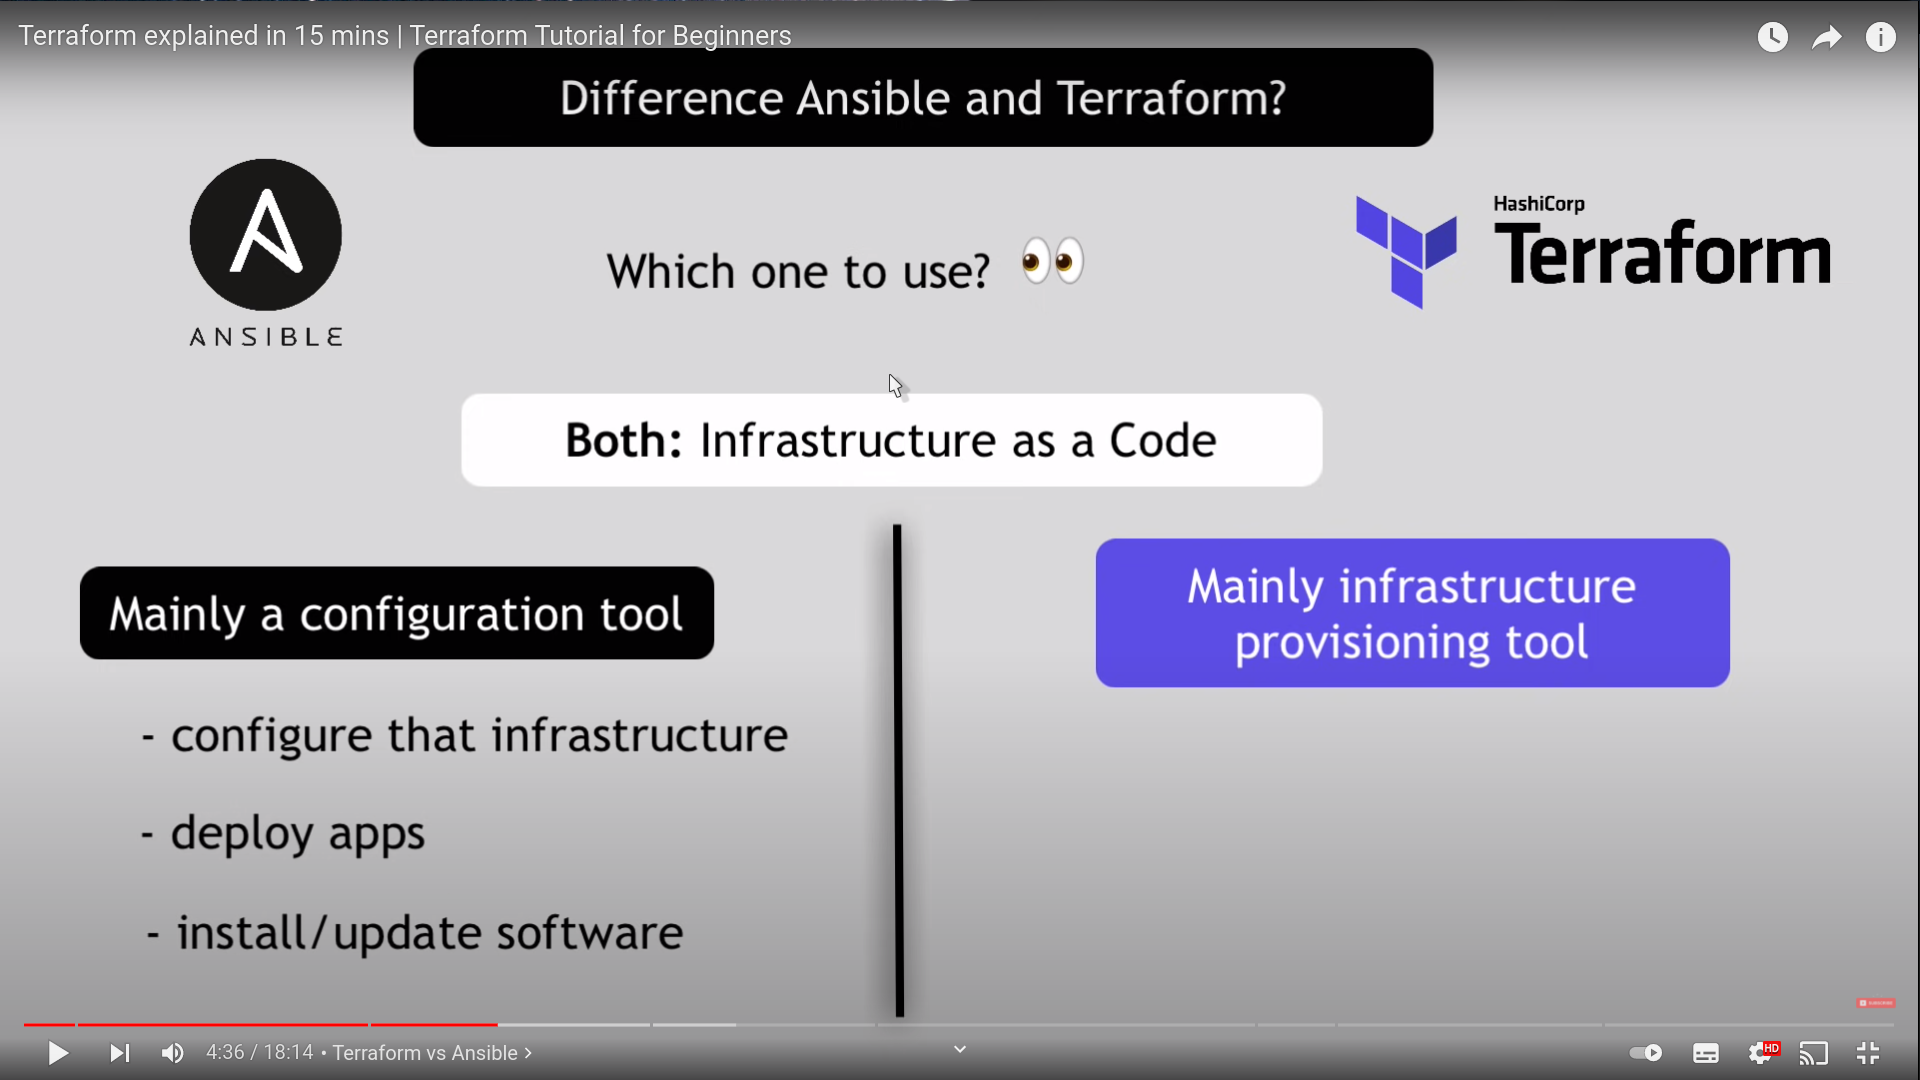 Terraform explained in 15 mins | Terraform Tutorial for Beginners
Difference Ansible and Terraform?
ANSIBLE
Which one to use?
HashiCorp
Terraform
Both: Infrastructure as a Code
Mainly a configuration tool
- configure that infrastructure
- deploy apps
- install/update software
Mainly infrastructure
provisioning tool
4:36 / 18:14 • Terraform vs Ansible
HD